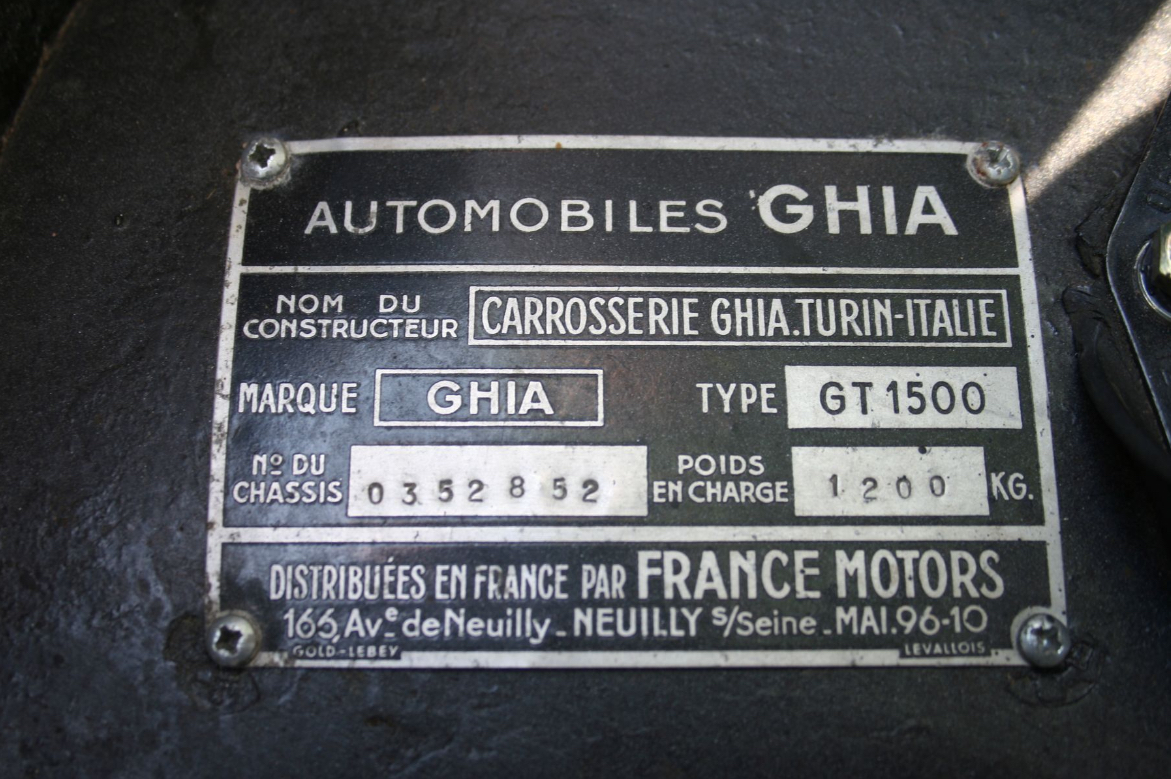 AUTOMOBILES GHIA
NOM DU
CONSTRUCTEUR CARROSSERIE GHIA.TURIN-ITALIE
MARQUE GHIA TYPE GT 1500
Nº DU
CHASSIS 0352852 POIDS
EN CHARGE 1200 KG.
DISTRIBUÉES EN FRANCE PAR FRANCE MOTORS
166, Av.e de Neuilly - NEUILLY s/Seine - MAI.96-10
GOLD-LEBEY LEVALLOIS